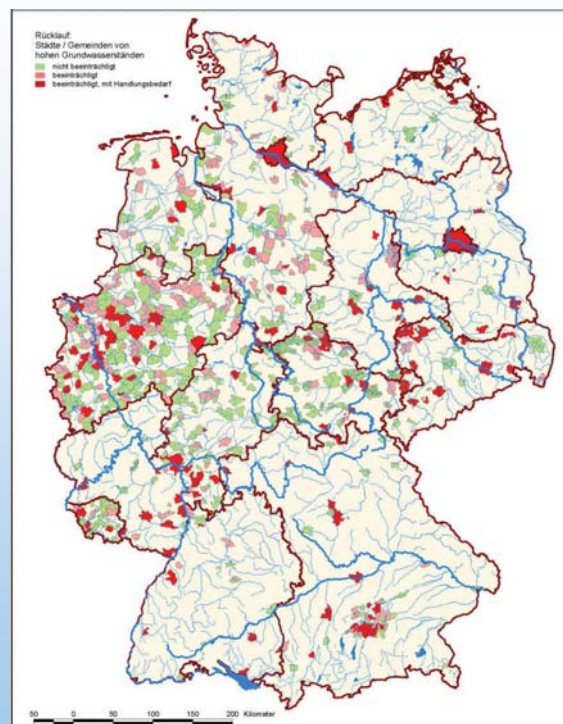 Rücklauf:
Städte / Gemeinden von
hohen Grundwasserständen
nicht beeinträchtigt
beeinträchtigt
beeinträchtigt, mit Handlungsbedarf
50 0 50 100 150 200 Kilometer